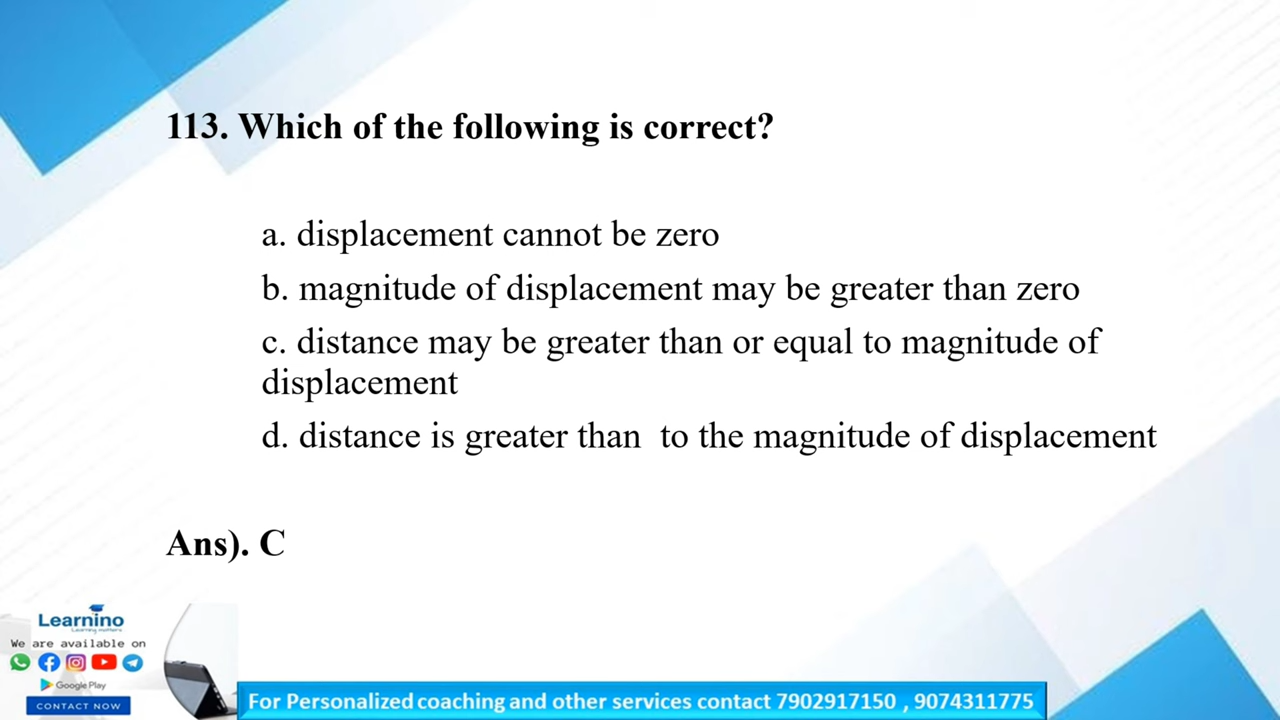 113. Which of the following is correct?
a. displacement cannot be zero
b. magnitude of displacement may be greater than zero
c. distance may be greater than or equal to magnitude of
displacement
d. distance is greater than  to the magnitude of displacement
Ans). C
Learnino
Learning matters
We are available on
Google Play
CONTACT NOW
For Personalized coaching and other services contact 7902917150 , 9074311775